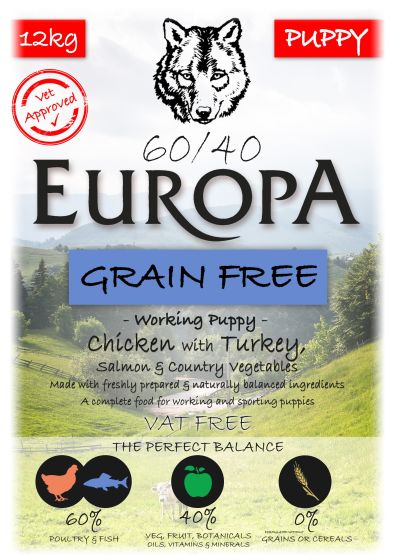 12kg
PUPPY
Vet
Approved
60/40
EUROPA
GRAIN FREE
- Working Puppy -
Chicken with Turkey,
Salmon & Country Vegetables
Made with freshly prepared & naturally balanced ingredients
A complete food for working and sporting puppies
VAT FREE
THE PERFECT BALANCE
60%
POULTRY & FISH
40%
VEG, FRUIT, BOTANICALS
OILS, VITAMINS & MINERALS
0%
GRAINS OR CEREALS